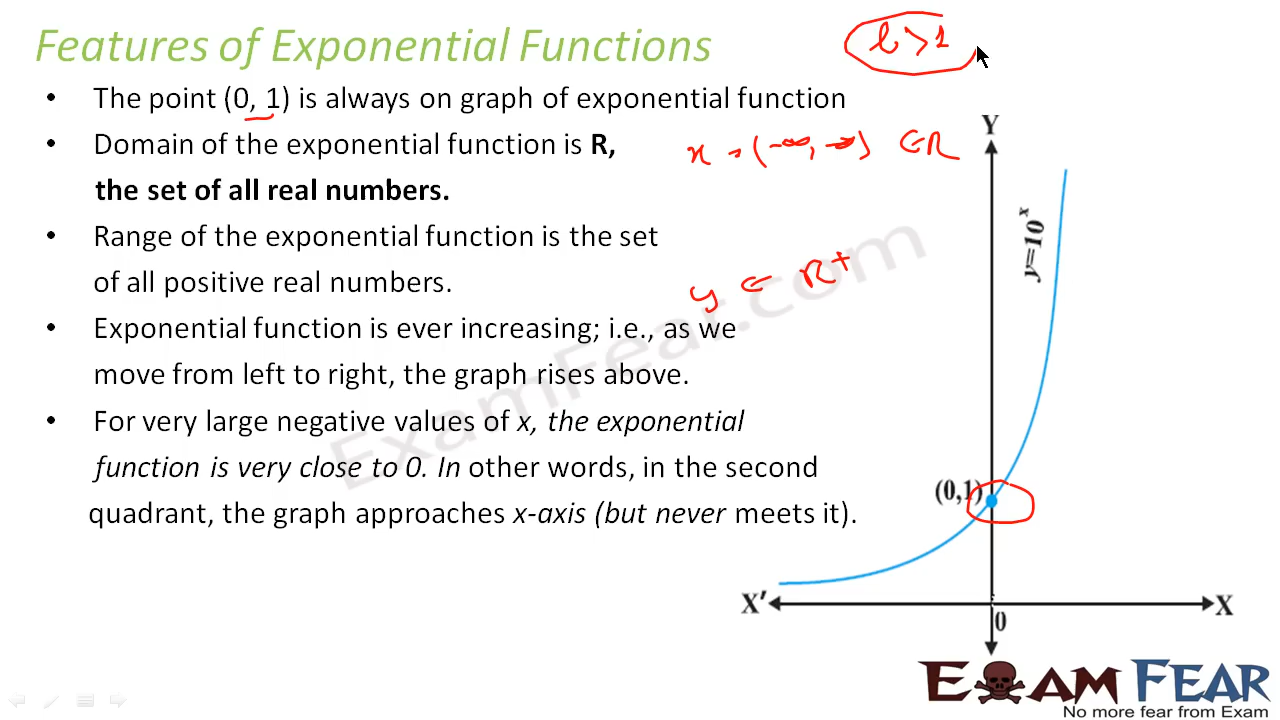 Features of Exponential Functions
b > 1
• The point (0, 1) is always on graph of exponential function
• Domain of the exponential function is R,
the set of all real numbers.
x → (-∞, ∞) ∈ R
• Range of the exponential function is the set
of all positive real numbers.
y ∈ R+
• Exponential function is ever increasing; i.e., as we
move from left to right, the graph rises above.
• For very large negative values of x, the exponential
function is very close to 0. In other words, in the second
quadrant, the graph approaches x-axis (but never meets it).
Y
y=10ˣ
(0,1)
X′
X
0
ExamFear.com
EXAM FEAR
No more fear from Exam